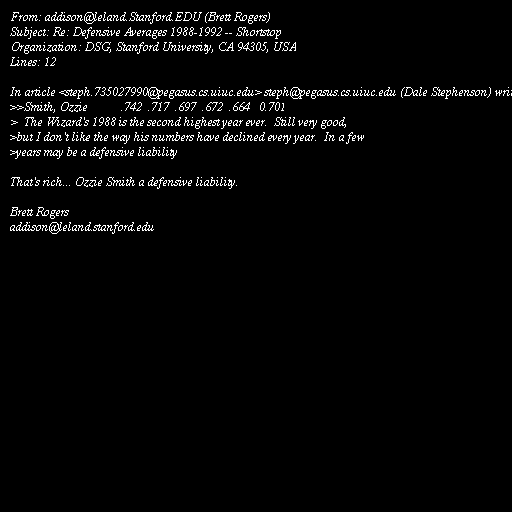 From: addison@leland.Stanford.EDU (Brett Rogers)
Subject: Re: Defensive Averages 1988-1992 -- Shortstop
Organization: DSG, Stanford University, CA 94305, USA
Lines: 12

In article <steph.735027990@pegasus.cs.uiuc.edu> steph@pegasus.cs.uiuc.edu (Dale Stephenson) writ
>>Smith, Ozzie .742 .717 .697 .672 .664 0.701
> The Wizard's 1988 is the second highest year ever. Still very good,
>but I don't like the way his numbers have declined every year. In a few
>years may be a defensive liability

That's rich... Ozzie Smith a defensive liability.

Brett Rogers
addison@leland.stanford.edu